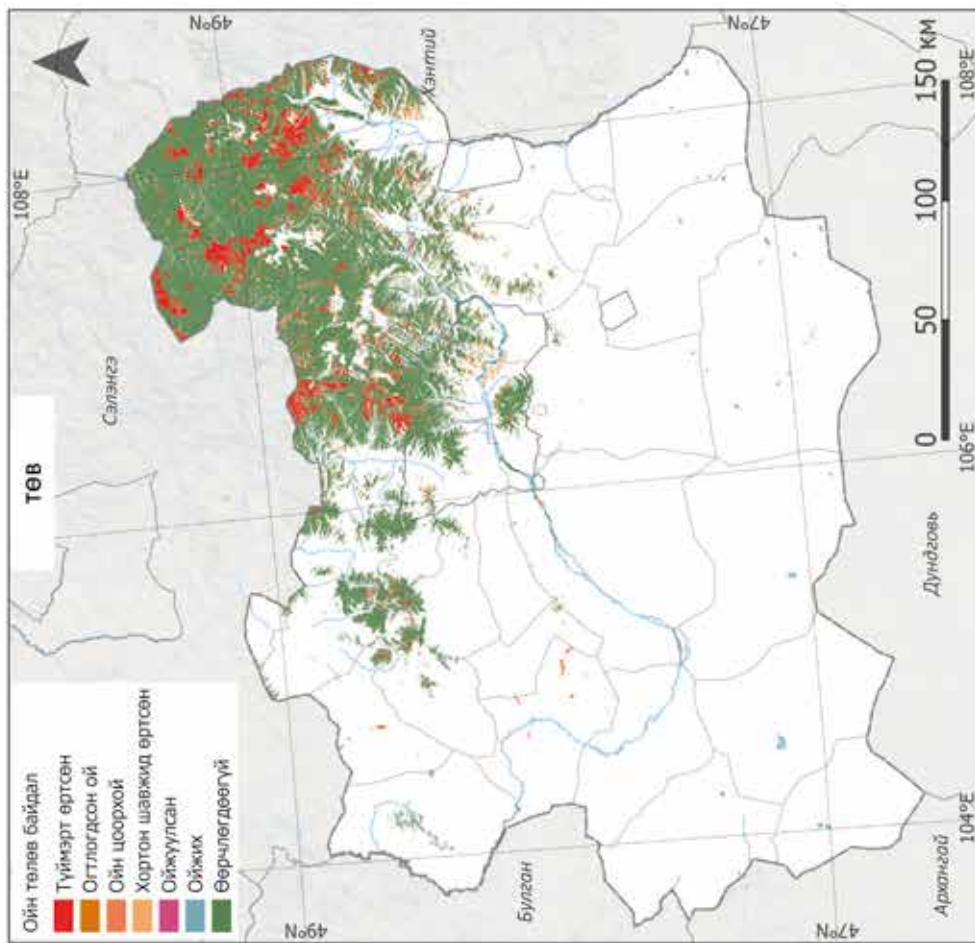 ТӨВ
Ойн төлөв байдал
Түймэрт өртсөн
Огтлогдсон ой
Ойн цоорхой
Хортон шавжид өртсөн
Ойжуулсан
Ойжих
Өөрчлөгдөөгүй
Сэлэнгэ
Хэнтий
Булган
Архангай
Дундговь
108°E
49°N
49°N
47°N
47°N
104°E
106°E
108°E
0 50 100 150 КМ